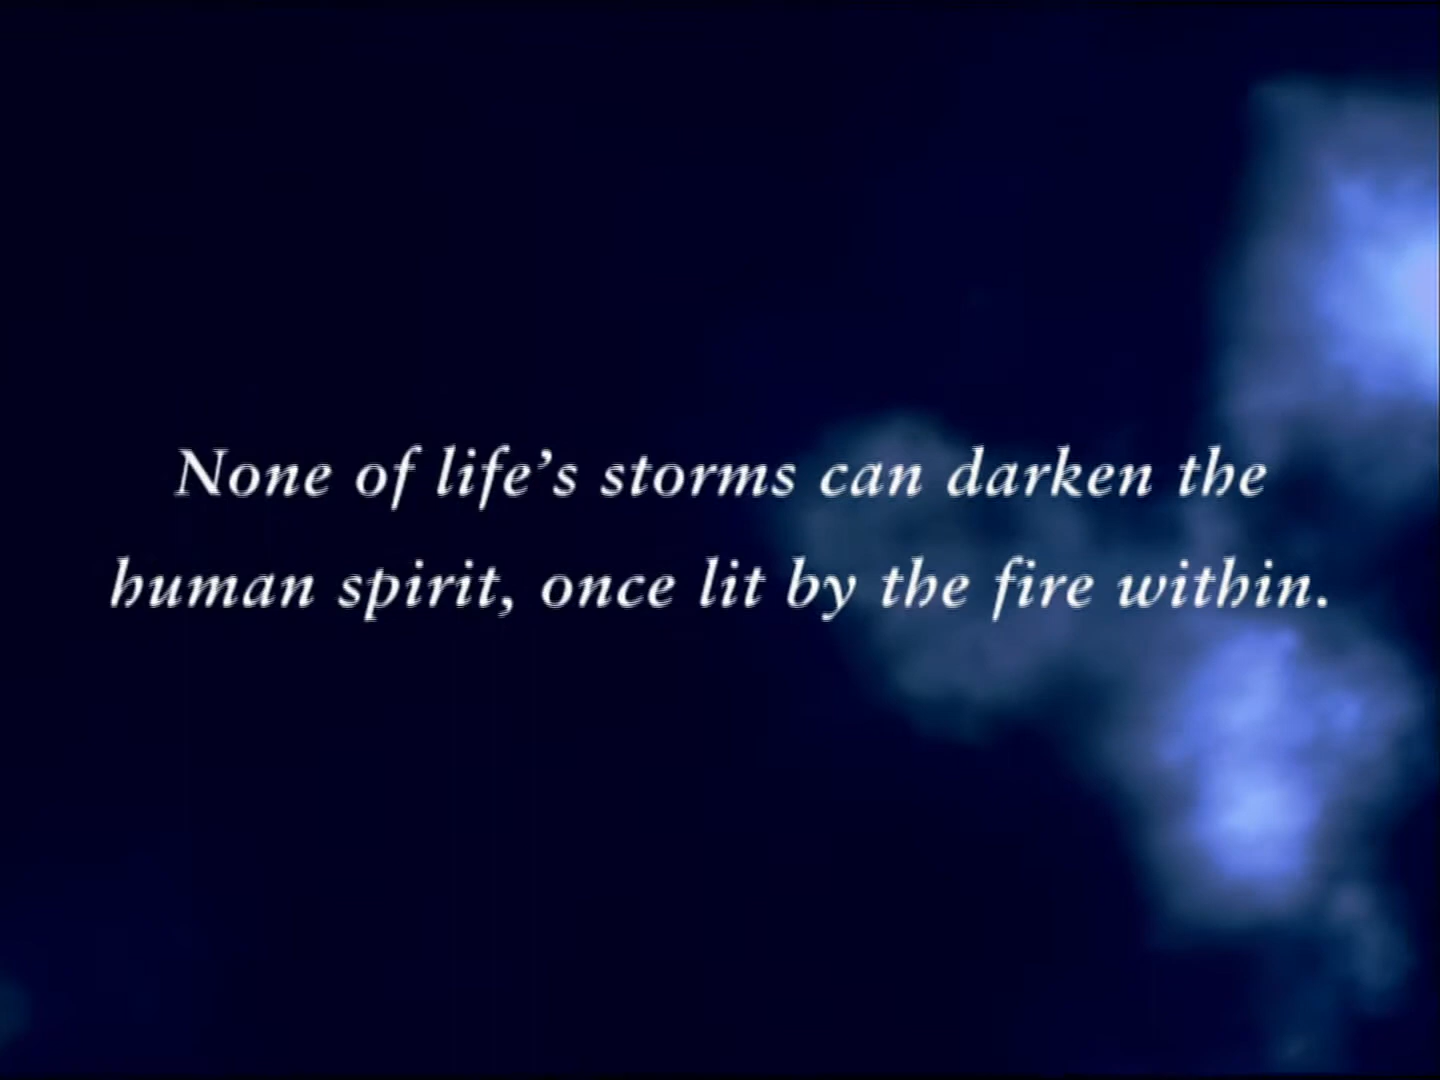 None of life’s storms can darken the
human spirit, once lit by the fire within.